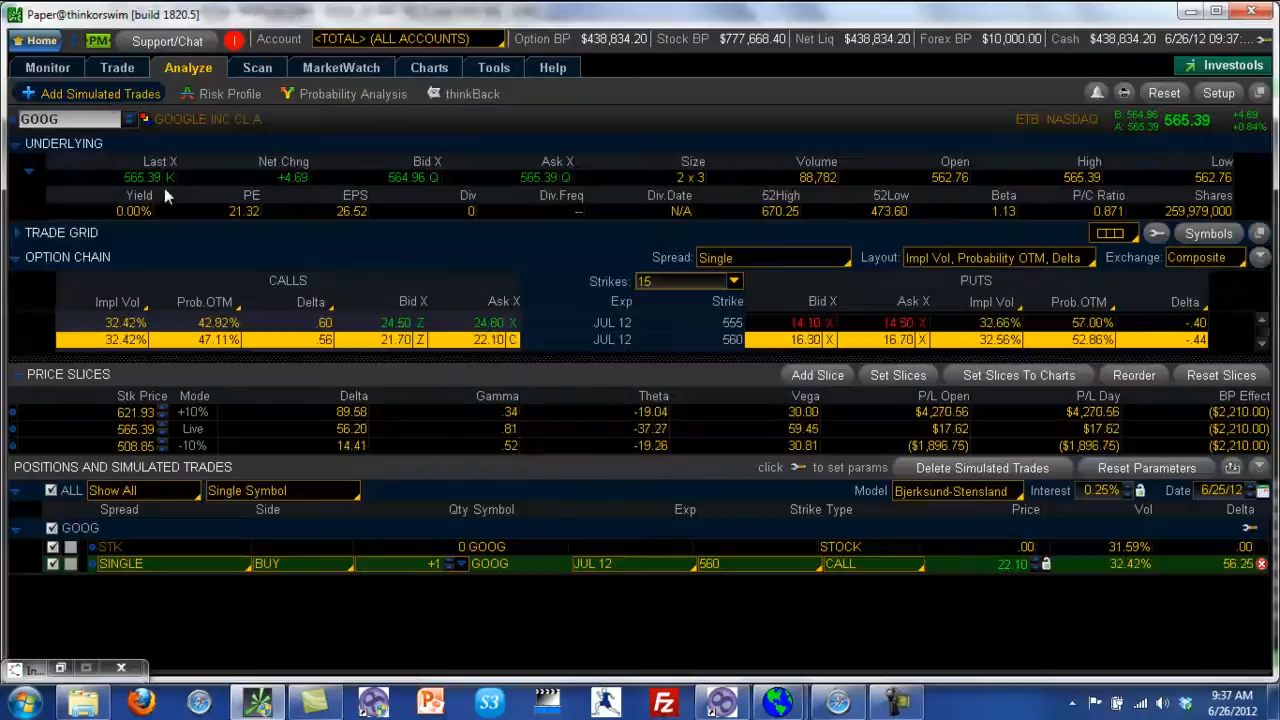 Paper@thinkorswim [build 1820.5]
Home PM Support/Chat ! Account <TOTAL> (ALL ACCOUNTS) Option BP $438,834.20 Stock BP $777,668.40 Net Liq $438,834.20 Forex BP $10,000.00 Cash $438,834.20 6/26/12 09:37:...
Monitor Trade Analyze Scan MarketWatch Charts Tools Help Investools
Add Simulated Trades Risk Profile Probability Analysis thinkBack Reset Setup
GOOG GOOGLE INC CL A ETB NASDAQ B: 564.96 A: 565.39 565.39 +4.69 +0.84%
UNDERLYING
Last X Net Chng Bid X Ask X Size Volume Open High Low
565.39 K +4.69 564.96 Q 565.39 Q 2 x 3 88,792 562.76 565.39 562.76
Yield PE EPS Div Div.Freq Div.Date 52High 52Low Beta P/C Ratio Shares
0.00% 21.32 26.52 0 -- N/A 670.25 473.60 1.13 0.871 259,979,000
TRADE GRID Symbols
OPTION CHAIN Spread: Single Layout: Impl Vol, Probability OTM, Delta Exchange: Composite
CALLS Strikes: 15 PUTS
Impl Vol Prob.OTM Delta Bid X Ask X Exp Strike Bid X Ask X Impl Vol Prob.OTM Delta
32.42% 42.92% .60 24.50 Z 24.80 X JUL 12 555 14.10 X 14.50 X 32.66% 57.00% -.40
32.42% 47.11% .56 21.70 Z 22.10 C JUL 12 560 16.30 X 16.70 X 32.56% 52.86% -.44
PRICE SLICES Add Slice Set Slices Set Slices To Charts Reorder Reset Slices
Stk Price Mode Delta Gamma Theta Vega P/L Open P/L Day BP Effect
621.93 +10% 89.58 .34 -19.04 30.00 $4,270.56 $4,270.56 ($2,210.00)
565.39 Live 56.20 .81 -37.27 59.45 $17.62 $17.62 ($2,210.00)
508.85 -10% 14.41 .52 -19.26 30.81 ($1,896.75) ($1,896.75) ($2,210.00)
POSITIONS AND SIMULATED TRADES click to set params Delete Simulated Trades Reset Parameters
ALL Show All Single Symbol Model Bjerksund-Stensland Interest 0.25% Date 6/25/12
Spread Side Qty Symbol Exp Strike Type Price Vol Delta
GOOG
STK 0 GOOG STOCK .00 31.59% .00
SINGLE BUY +1 GOOG JUL 12 560 CALL 22.10 32.42% 56.25
In...
S3 Fz 9:37 AM
6/26/2012